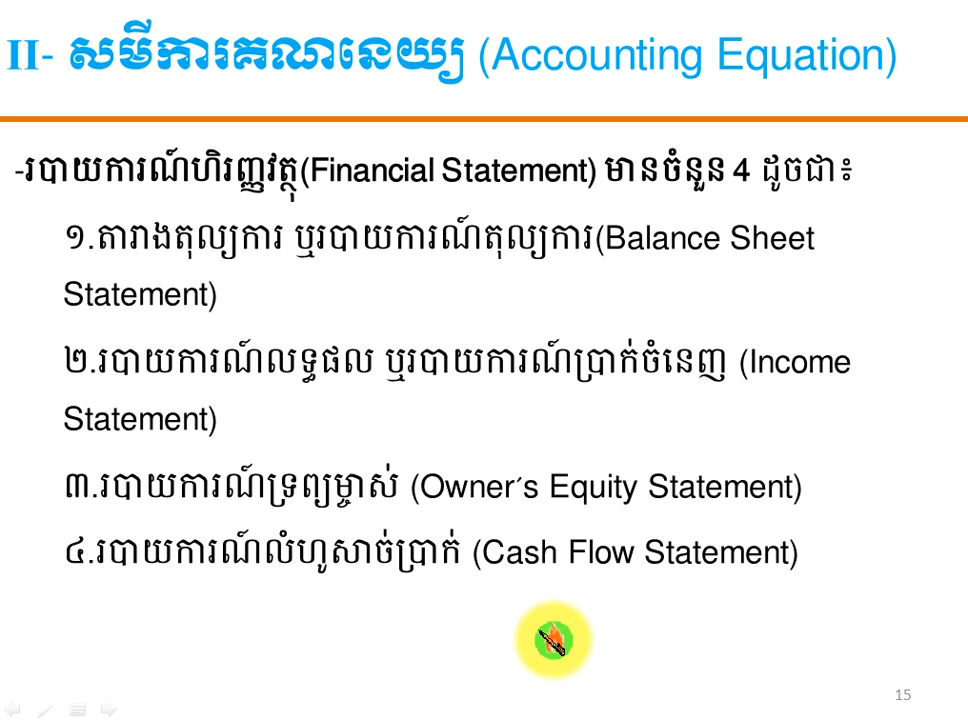 II- សមីការគណនេយ្យ (Accounting Equation)
-របាយការណ៍ហិរញ្ញវត្ថុ(Financial Statement) មានចំនួន 4 ដូចជា៖
១.តារាងតុល្យការ ឬរបាយការណ៍តុល្យការ(Balance Sheet
Statement)
២.របាយការណ៍លទ្ធផល ឬរបាយការណ៍ប្រាក់ចំនេញ (Income
Statement)
៣.របាយការណ៍ទ្រព្យម្ចាស់ (Owner´s Equity Statement)
៤.របាយការណ៍លំហូសាច់ប្រាក់ (Cash Flow Statement)
15